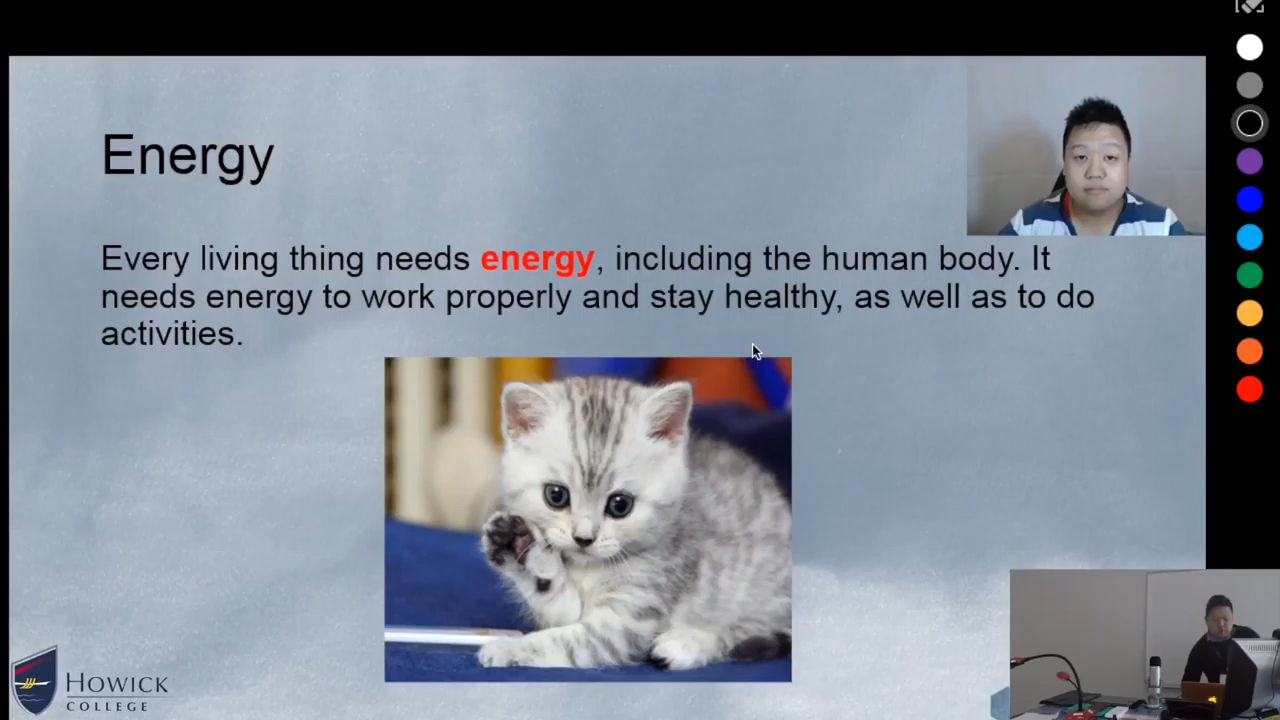 Energy
Every living thing needs energy, including the human body. It
needs energy to work properly and stay healthy, as well as to do
activities.
HOWICK
COLLEGE